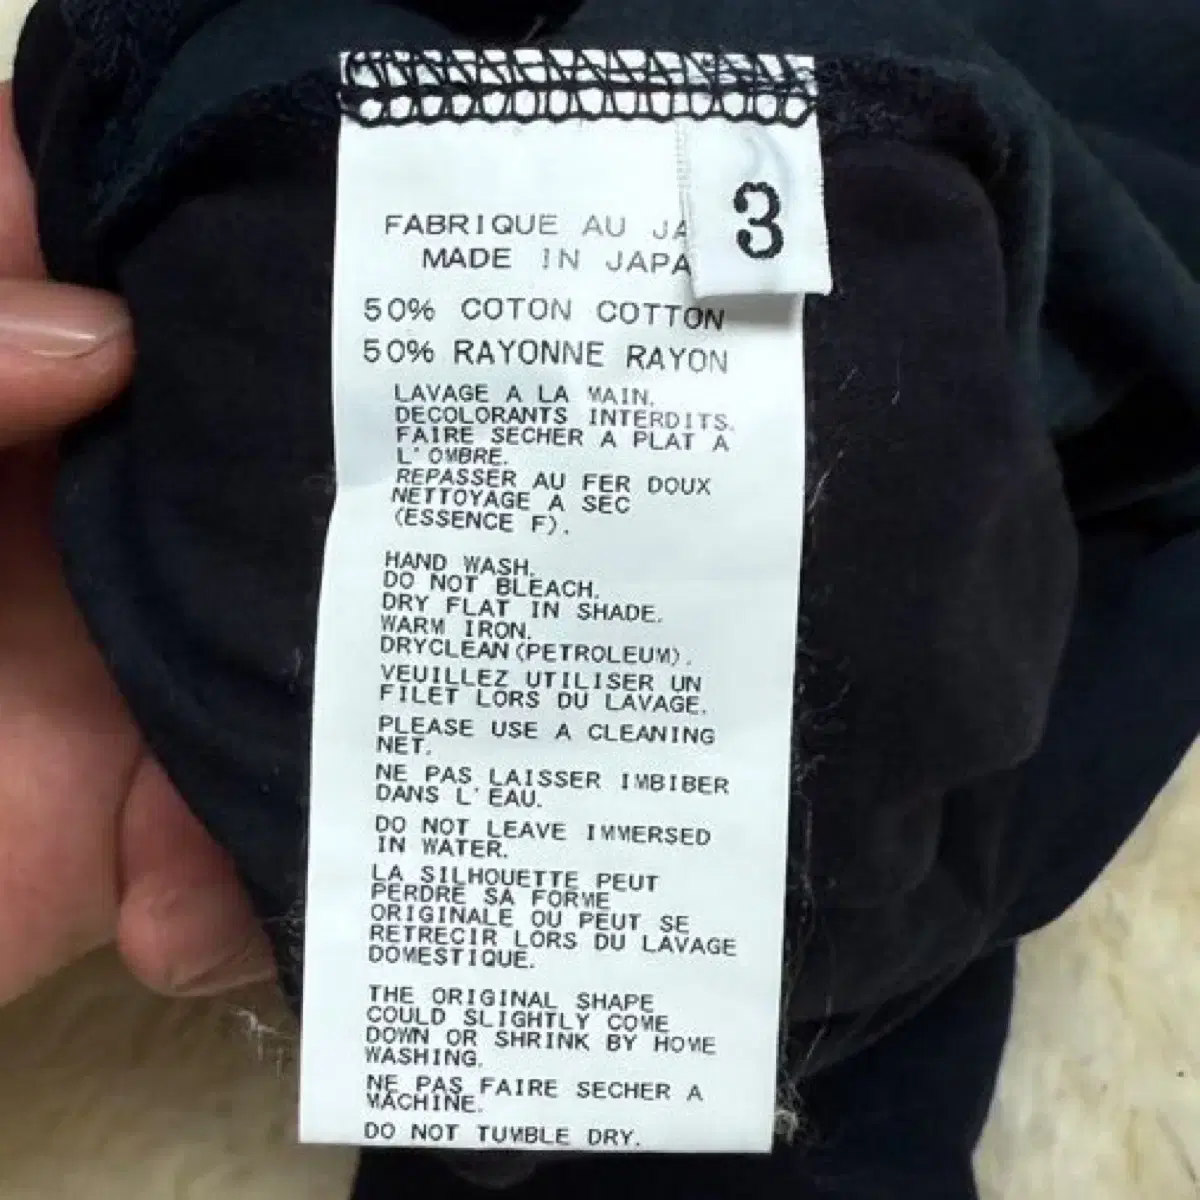 3
FABRIQUE AU JA
MADE IN JAPA
50% COTON COTTON
50% RAYONNE RAYON
LAVAGE A LA MAIN.
DECOLORANTS INTERDITS.
FAIRE SECHER A PLAT A
L'OMBRE.
REPASSER AU FER DOUX
NETTOYAGE A SEC
(ESSENCE F).
HAND WASH.
DO NOT BLEACH.
DRY FLAT IN SHADE.
WARM IRON.
DRYCLEAN(PETROLEUM).
VEUILLEZ UTILISER UN
FILET LORS DU LAVAGE.
PLEASE USE A CLEANING
NET.
NE PAS LAISSER IMBIBER
DANS L'EAU.
DO NOT LEAVE IMMERSED
IN WATER.
LA SILHOUETTE PEUT
PERDRE SA FORME
ORIGINALE OU PEUT SE
RETRECIR LORS DU LAVAGE
DOMESTIQUE.
THE ORIGINAL SHAPE
COULD SLIGHTLY COME
DOWN OR SHRINK BY HOME
WASHING.
NE PAS FAIRE SECHER A
MACHINE.
DO NOT TUMBLE DRY.